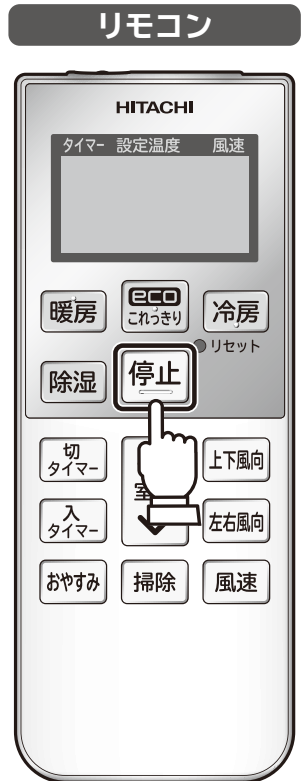 リモコン
HITACHI
タイマー 設定温度 風速
暖房
eco
これっきり
冷房
リセット
除湿
停止
切
タイマー
室
上下風向
入
タイマー
左右風向
おやすみ
掃除
風速